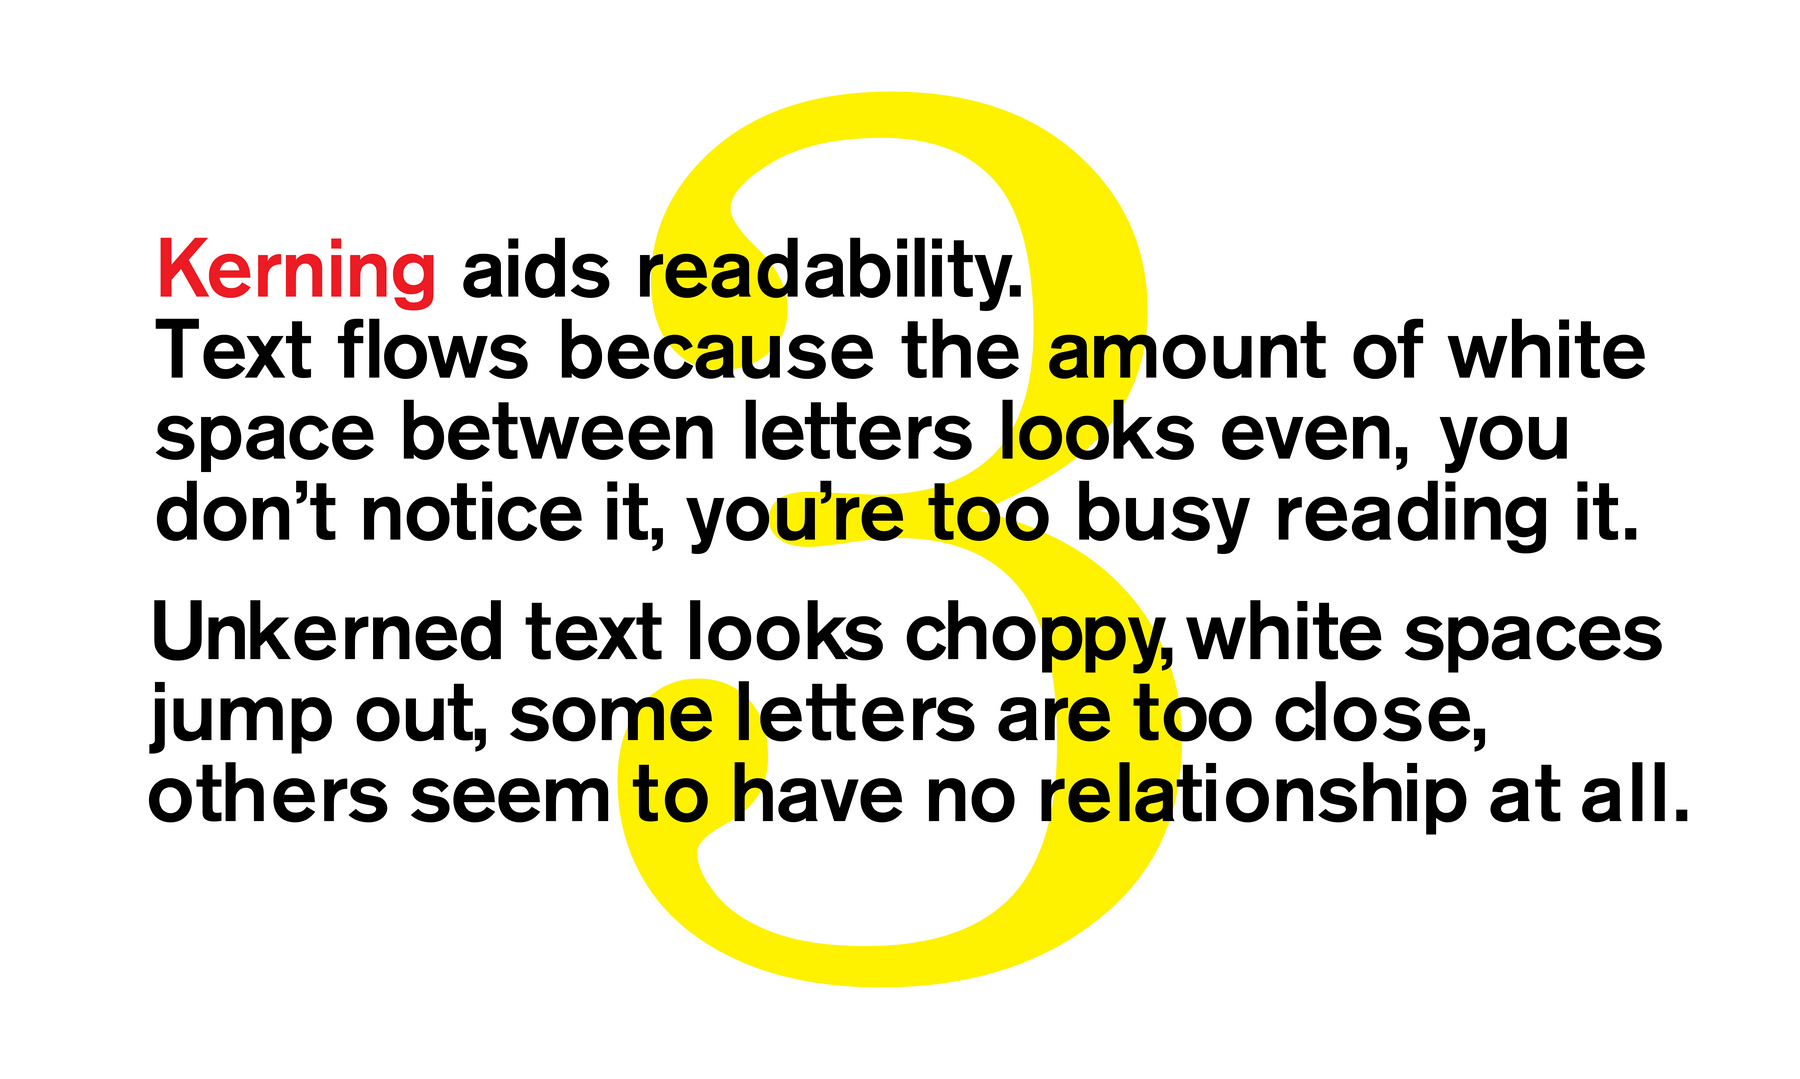 3
Kerning aids readability.
Text flows because the amount of white
space between letters looks even, you
don’t notice it, you’re too busy reading it.
Unkerned text looks choppy, white spaces
jump out, some letters are too close,
others seem to have no relationship at all.